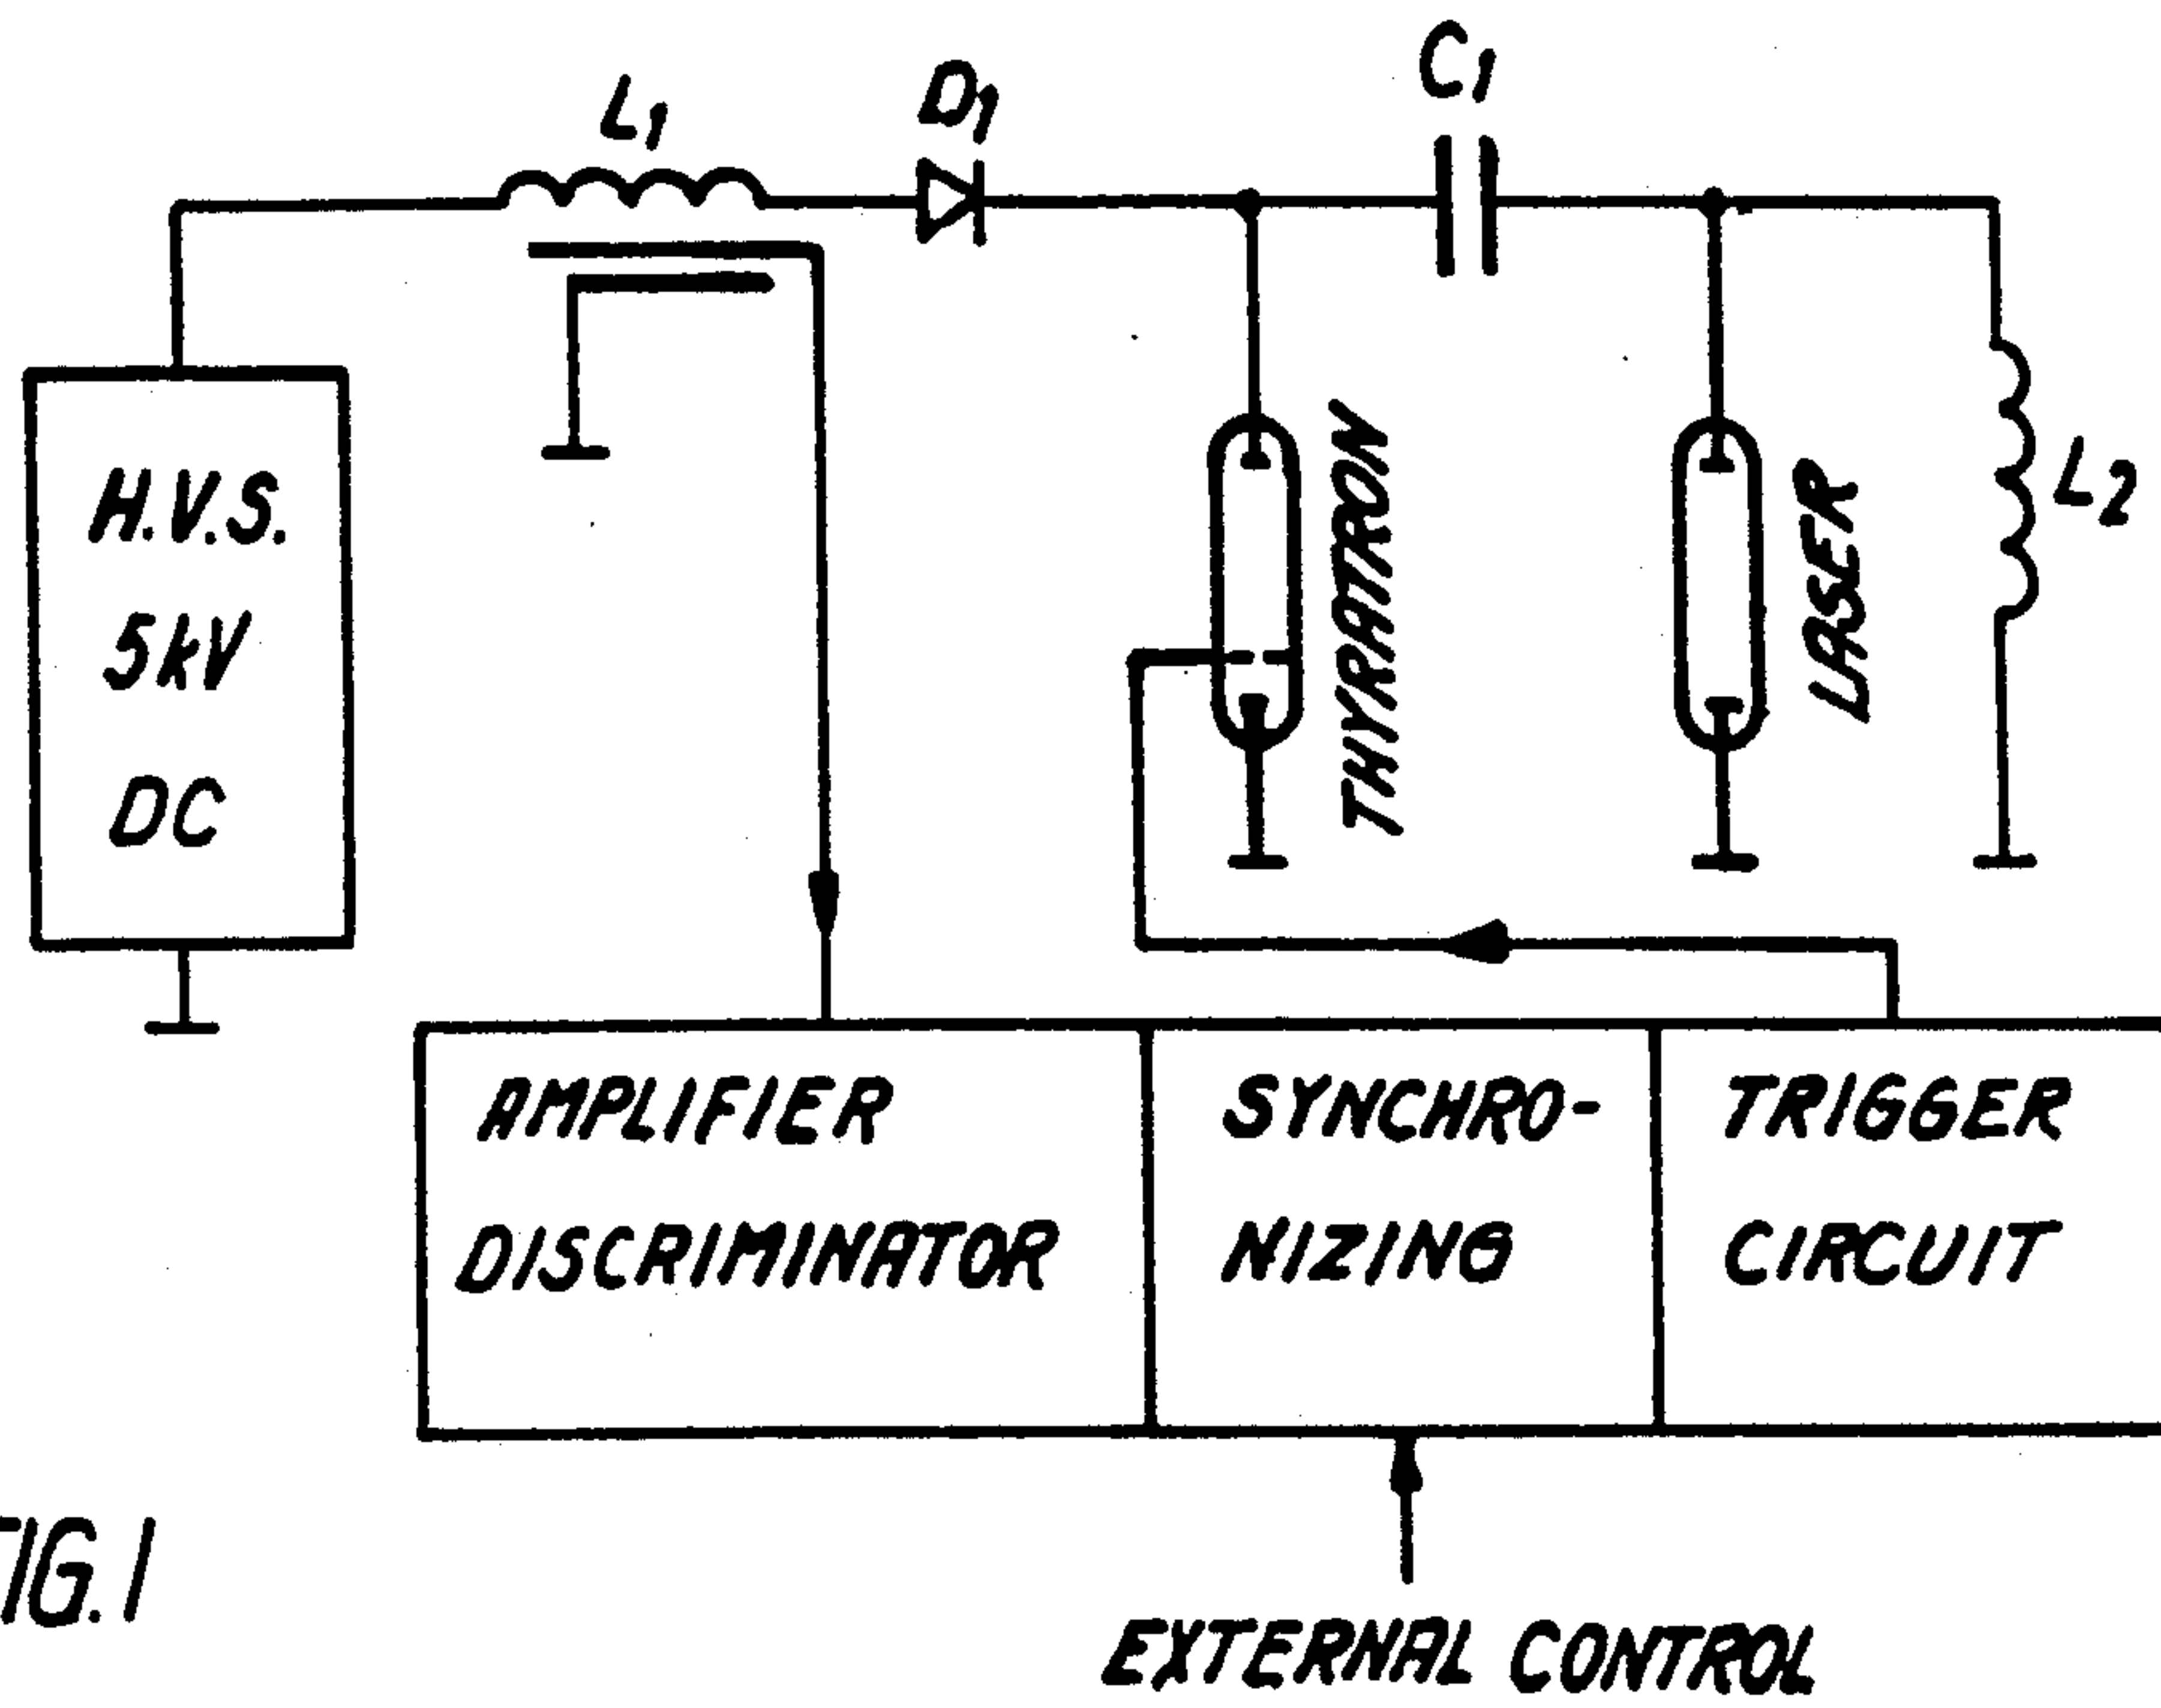 L1
D1
C1
H.V.S.
5kV
DC
THYRATRON
LASER
L2
AMPLIFIER
DISCRIMINATOR
SYNCHRO-
NIZING
TRIGGER
CIRCUIT
FIG. 1
EXTERNAL CONTROL